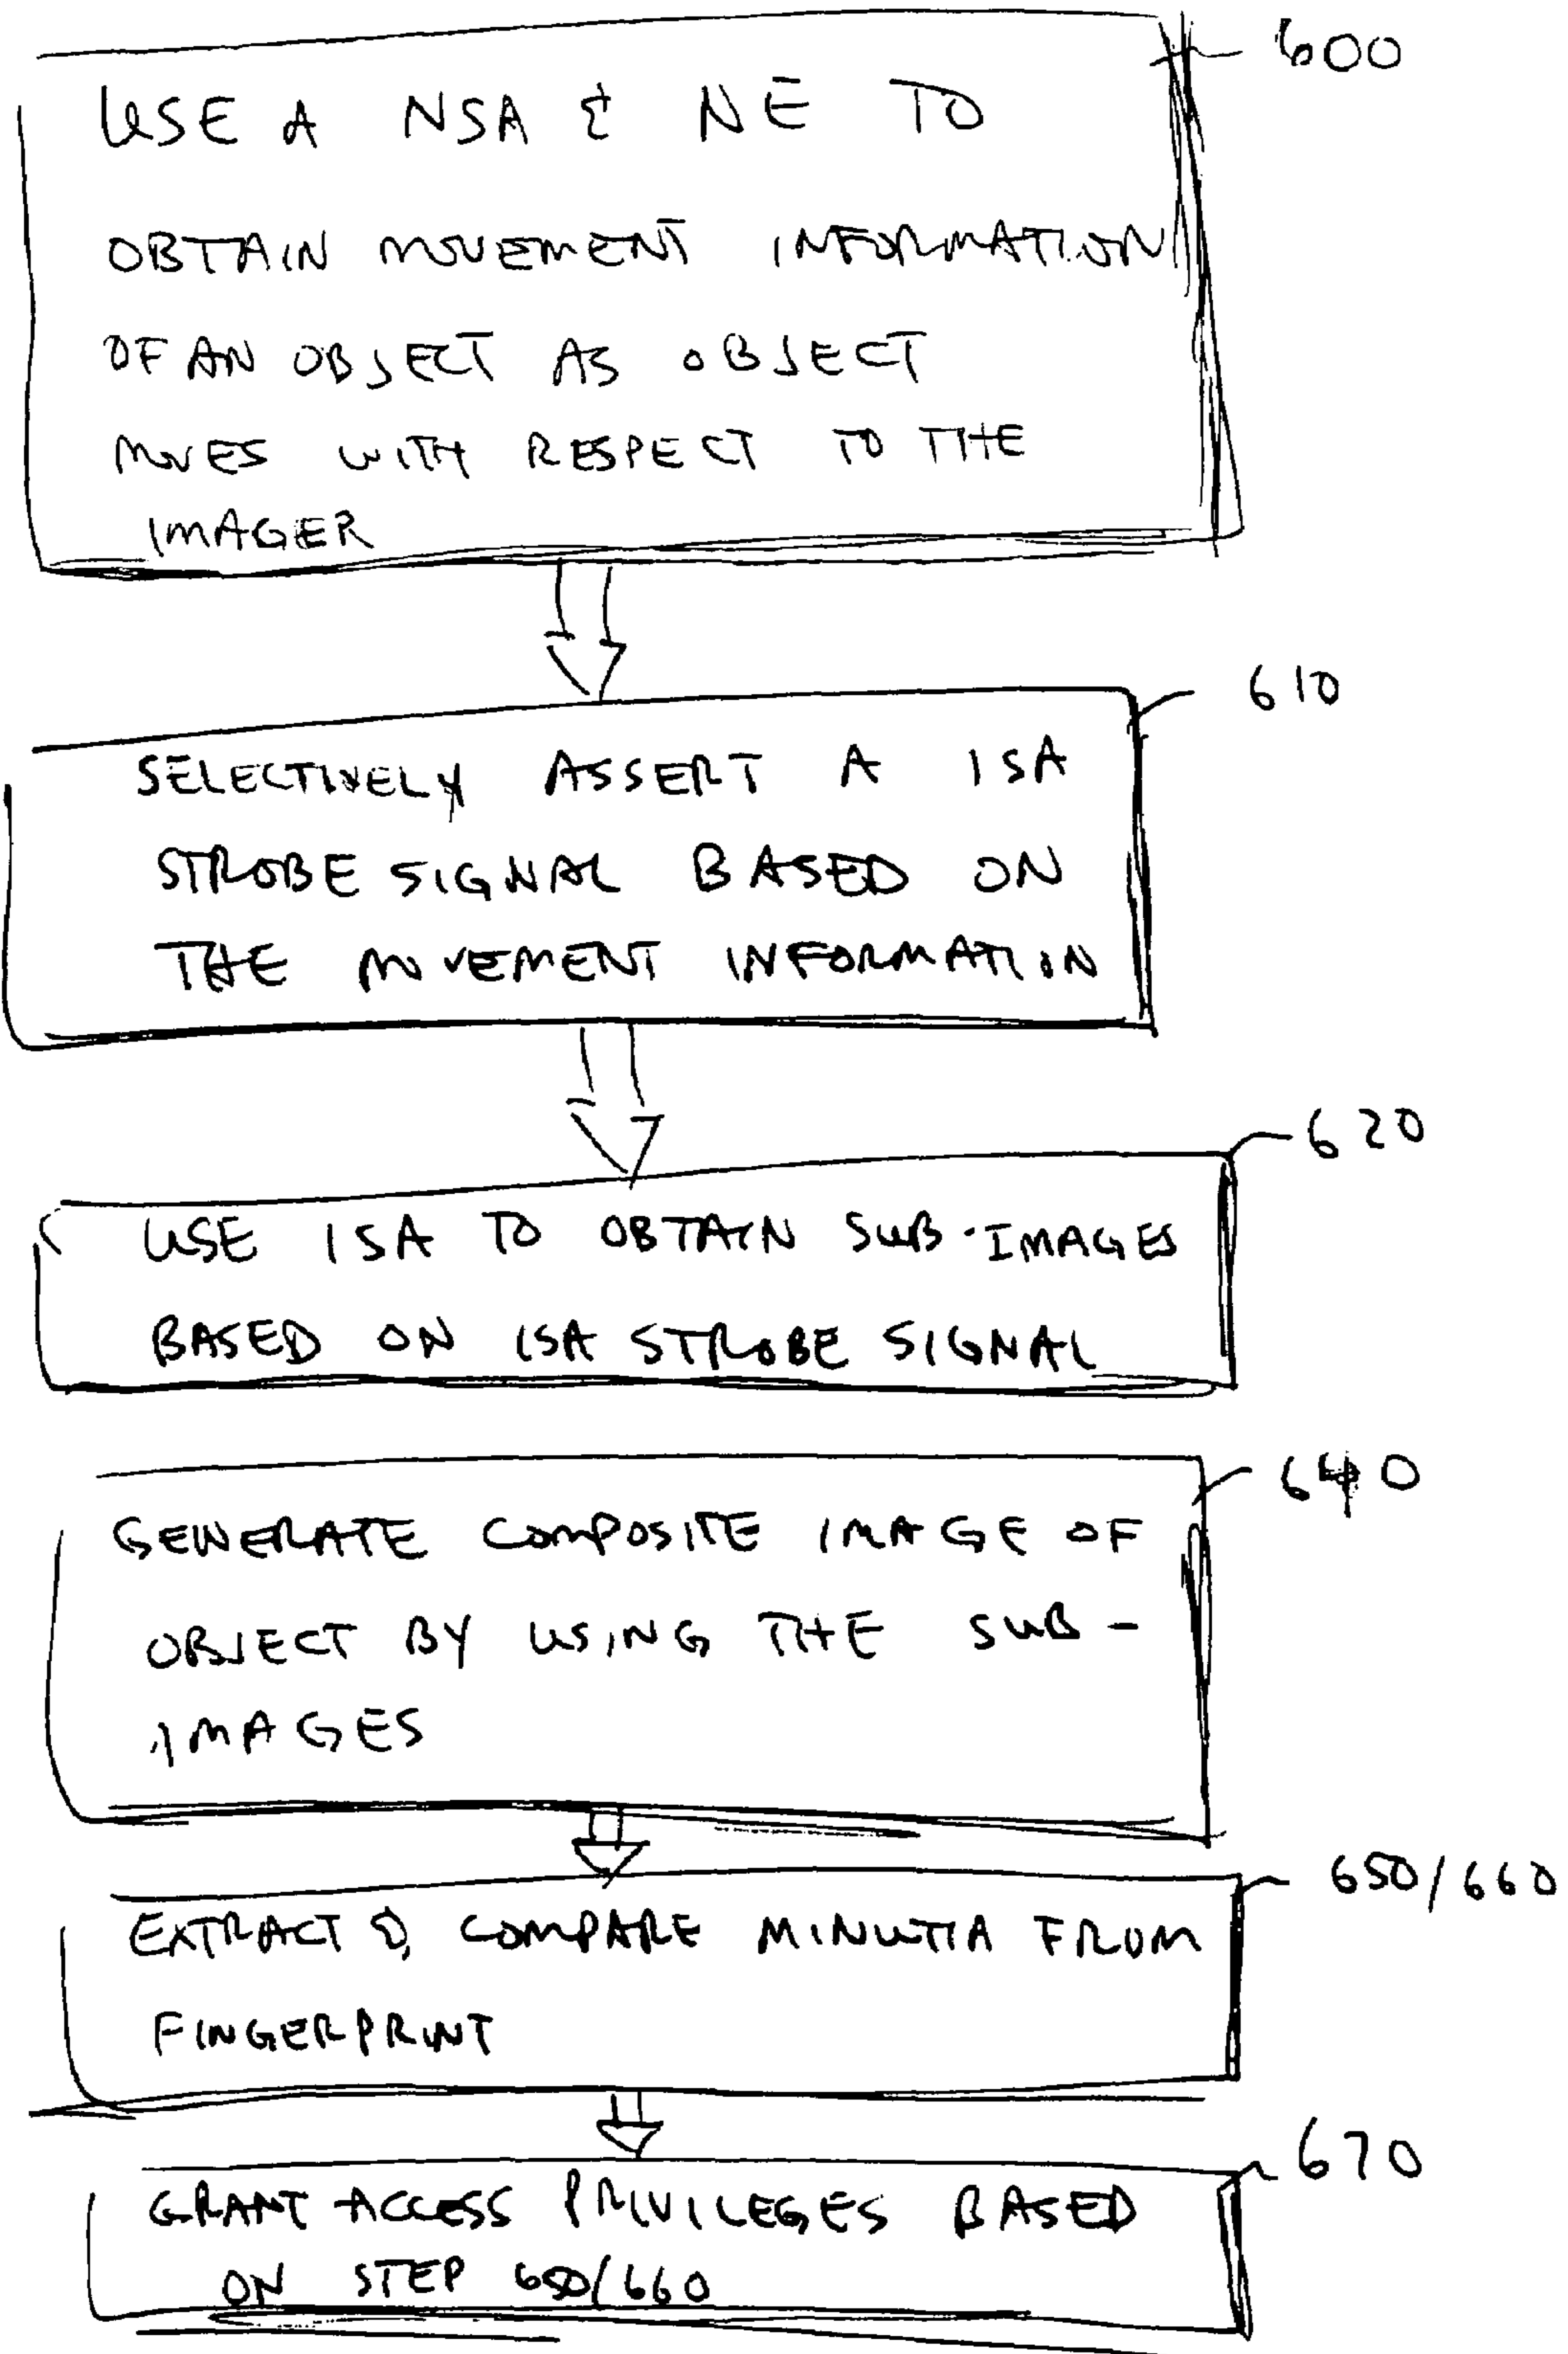 600
USE A NSA & NE TO
OBTAIN MOVEMENT INFORMATION
OF AN OBJECT AS OBJECT
MOVES WITH RESPECT TO THE
IMAGER
610
SELECTIVELY ASSERT A ISA
STROBE SIGNAL BASED ON
THE MOVEMENT INFORMATION
620
USE ISA TO OBTAIN SUB-IMAGES
BASED ON ISA STROBE SIGNAL
640
GENERATE COMPOSITE IMAGE OF
OBJECT BY USING THE SUB-
IMAGES
650/660
EXTRACT & COMPARE MINUTIA FROM
FINGERPRINT
670
GRANT ACCESS PRIVILEGES BASED
ON STEP 650/660